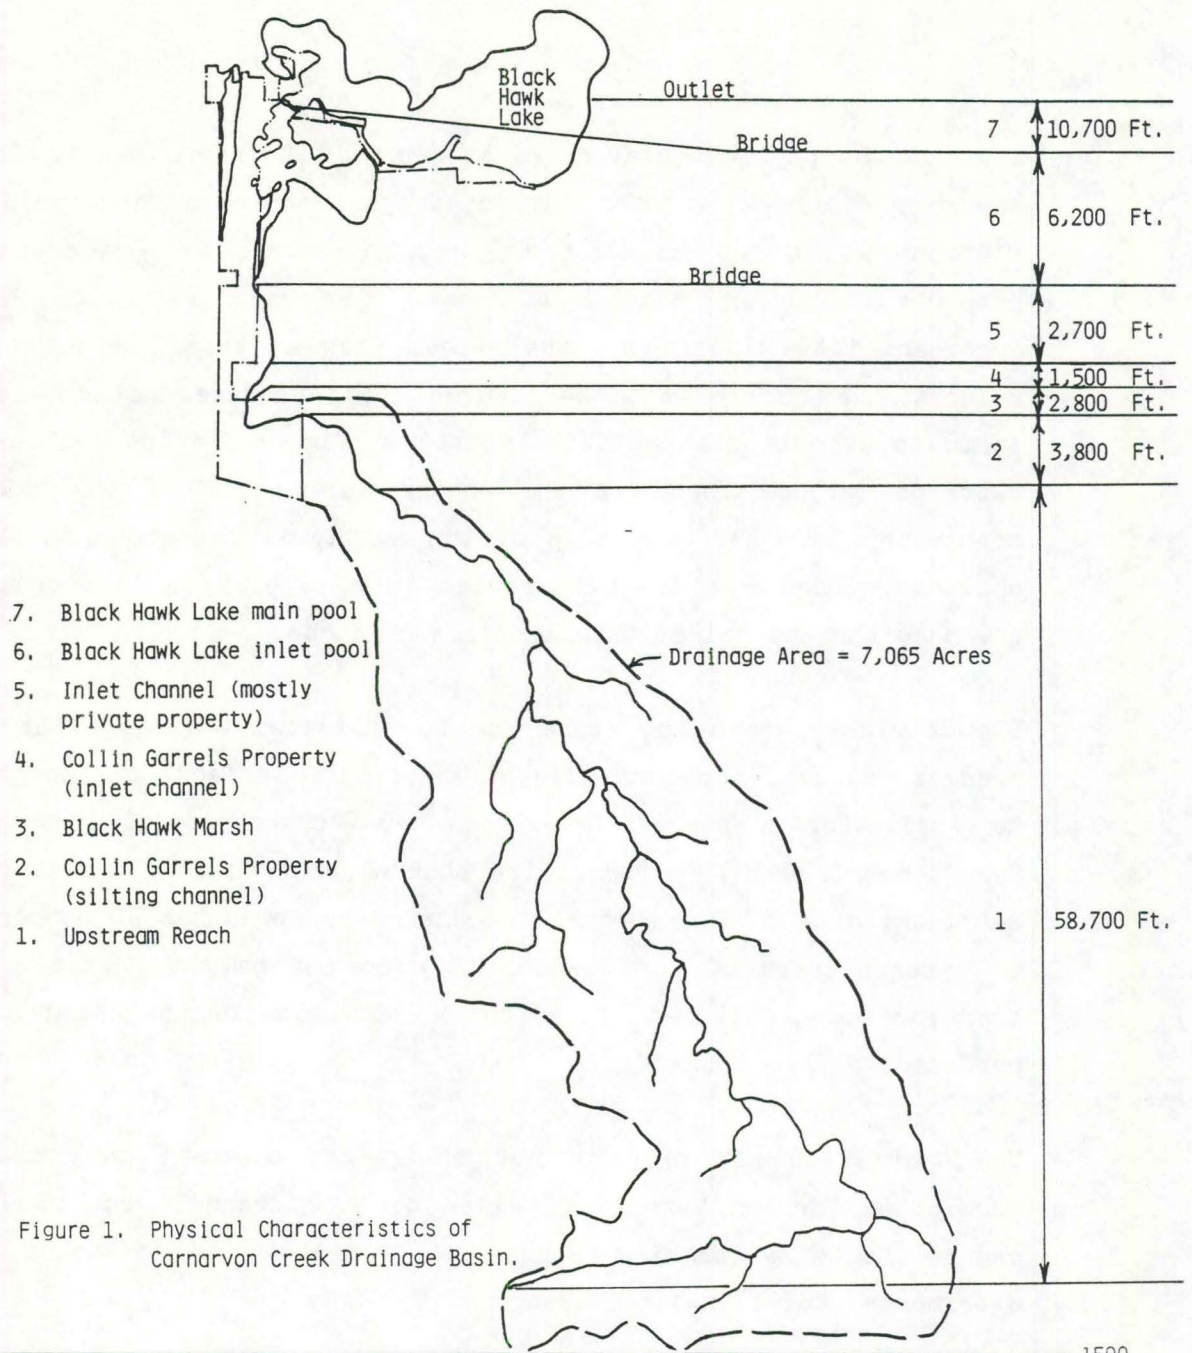 Black
Hawk
Lake
Outlet
7 10,700 Ft.
Bridge
6 6,200 Ft.
Bridge
5 2,700 Ft.
4 1,500 Ft.
3 2,800 Ft.
2 3,800 Ft.
7. Black Hawk Lake main pool
6. Black Hawk Lake inlet pool
5. Inlet Channel (mostly
private property)
4. Collin Garrels Property
(inlet channel)
3. Black Hawk Marsh
2. Collin Garrels Property
(silting channel)
1. Upstream Reach
Drainage Area = 7,065 Acres
1 58,700 Ft.
Figure 1. Physical Characteristics of
Carnarvon Creek Drainage Basin.